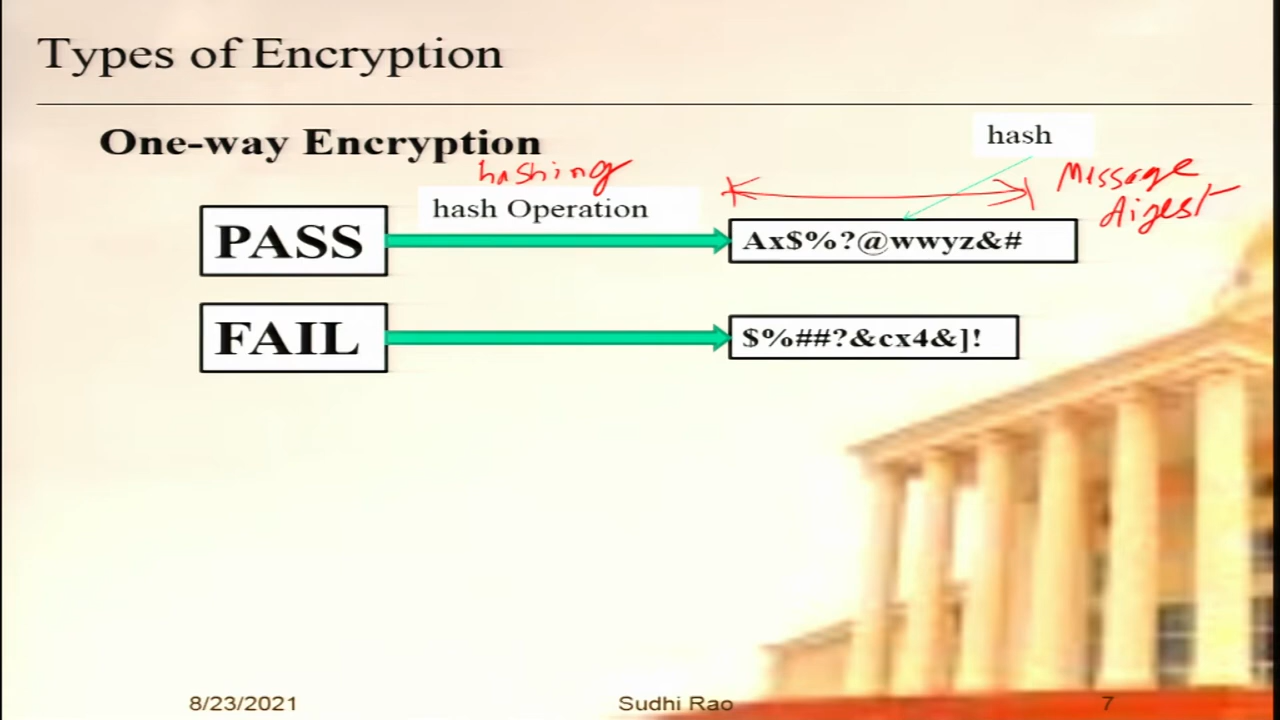 Types of Encryption
One-way Encryption
hash
hashing
Message
digest
hash Operation
PASS
Ax$%?@wwyz&#
FAIL
$%##?&cx4&]!
8/23/2021
Sudhi Rao
7